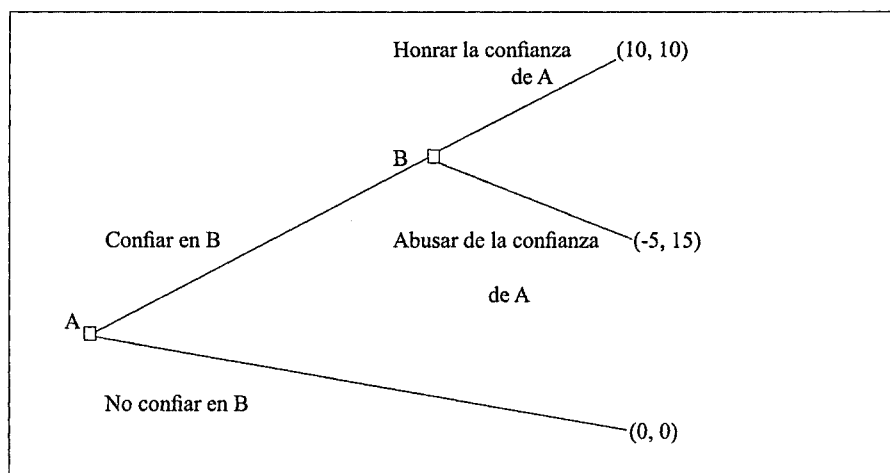 Honrar la confianza (10, 10)
de A
B
Confiar en B
Abusar de la confianza (-5, 15)
de A
A
No confiar en B
(0, 0)